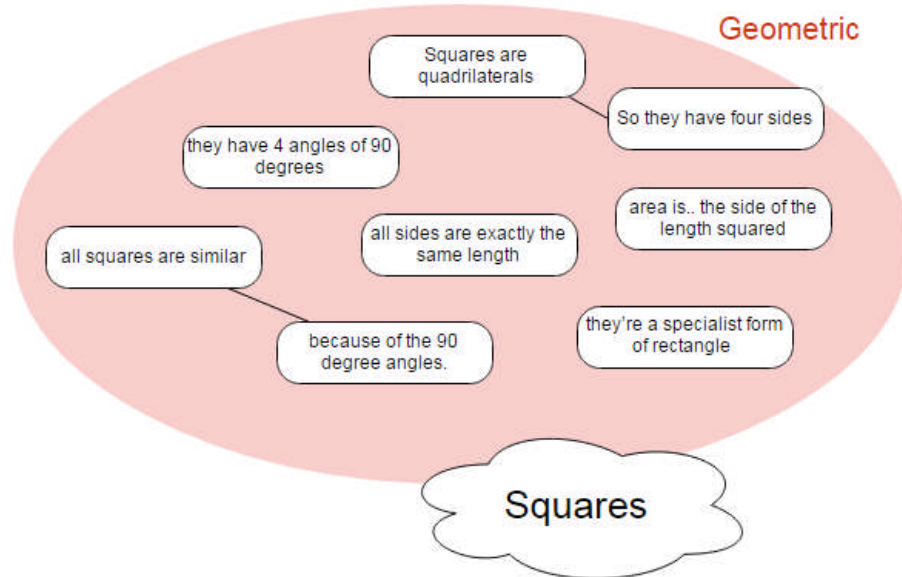 Geometric
Squares are
quadrilaterals
So they have four sides
they have 4 angles of 90
degrees
area is.. the side of the
length squared
all sides are exactly the
same length
all squares are similar
because of the 90
degree angles.
they're a specialist form
of rectangle
Squares